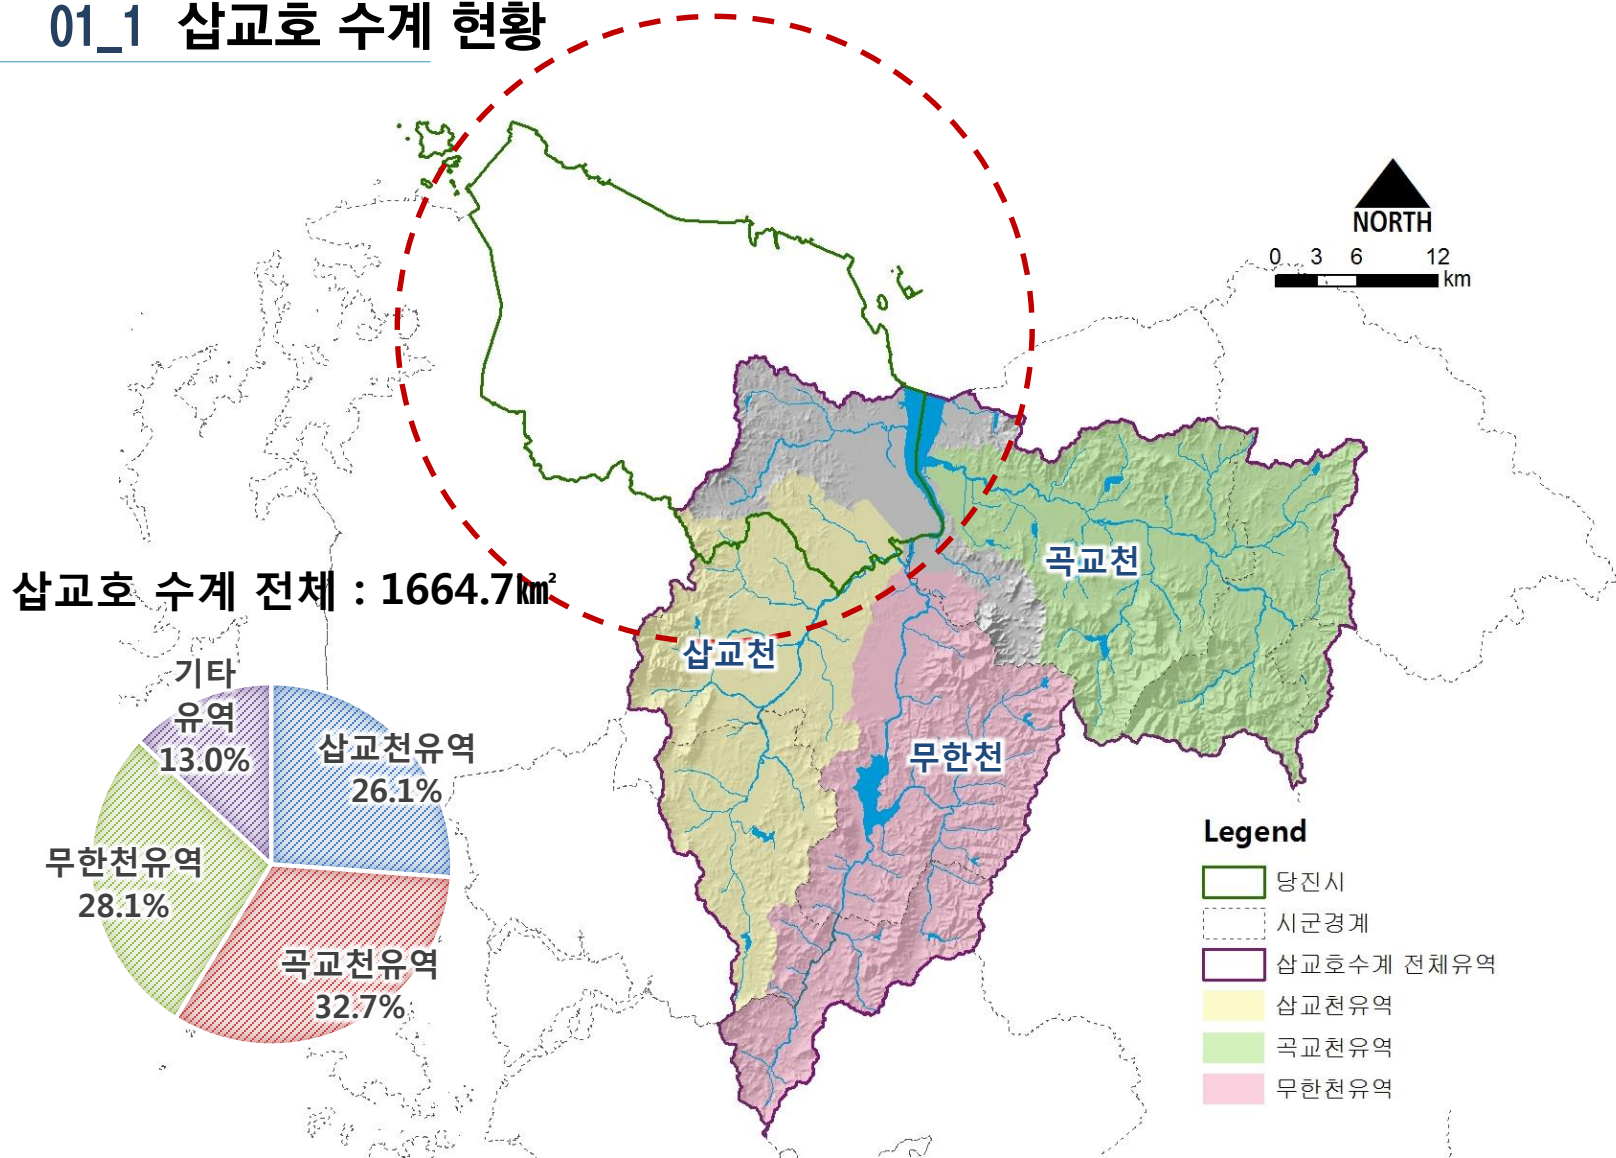 01_1 삽교호 수계 현황
NORTH
0 3 6 12
km
곡교천
삽교호 수계 전체 : 1664.7㎢
삽교천
무한천
기타
유역
13.0%
삽교천유역
26.1%
무한천유역
28.1%
곡교천유역
32.7%
Legend
당진시
시군경계
삽교호수계 전체유역
삽교천유역
곡교천유역
무한천유역